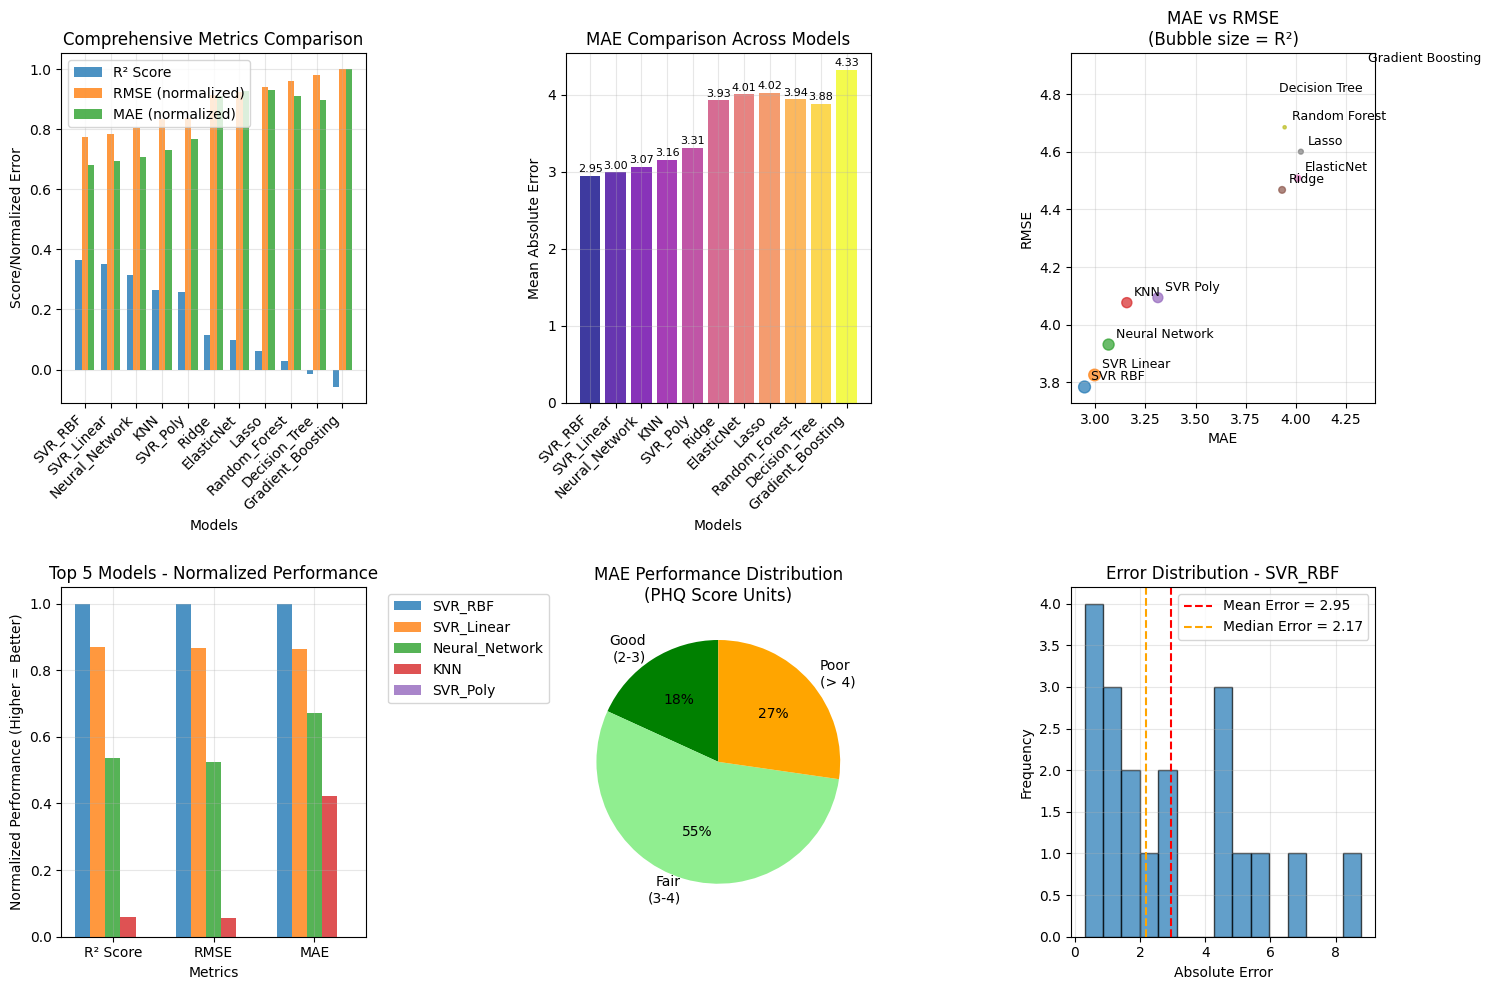 Comprehensive Metrics Comparison
R² Score
RMSE (normalized)
MAE (normalized)
Score/Normalized Error
1.0
0.8
0.6
0.4
0.2
0.0
SVR_RBF
SVR_Linear
Neural_Network
KNN
SVR_Poly
Ridge
ElasticNet
Lasso
Random_Forest
Decision_Tree
Gradient_Boosting
Models
MAE Comparison Across Models
Mean Absolute Error
4
3
2
1
0
2.95
3.00
3.07
3.16
3.31
3.93
4.01
4.02
3.94
3.88
4.33
SVR_RBF
SVR_Linear
Neural_Network
KNN
SVR_Poly
Ridge
ElasticNet
Lasso
Random_Forest
Decision_Tree
Gradient_Boosting
Models
MAE vs RMSE
(Bubble size = R²)
RMSE
4.8
4.6
4.4
4.2
4.0
3.8
Gradient Boosting
Decision Tree
Random Forest
Lasso
ElasticNet
Ridge
SVR Poly
KNN
Neural Network
SVR Linear
SVR RBF
3.00
3.25
3.50
3.75
4.00
4.25
MAE
Top 5 Models - Normalized Performance
Normalized Performance (Higher = Better)
1.0
0.8
0.6
0.4
0.2
0.0
R² Score
RMSE
MAE
Metrics
SVR_RBF
SVR_Linear
Neural_Network
KNN
SVR_Poly
MAE Performance Distribution
(PHQ Score Units)
Good
(2-3)
18%
Poor
(> 4)
27%
55%
Fair
(3-4)
Error Distribution - SVR_RBF
Mean Error = 2.95
Median Error = 2.17
Frequency
4.0
3.5
3.0
2.5
2.0
1.5
1.0
0.5
0.0
0
2
4
6
8
Absolute Error